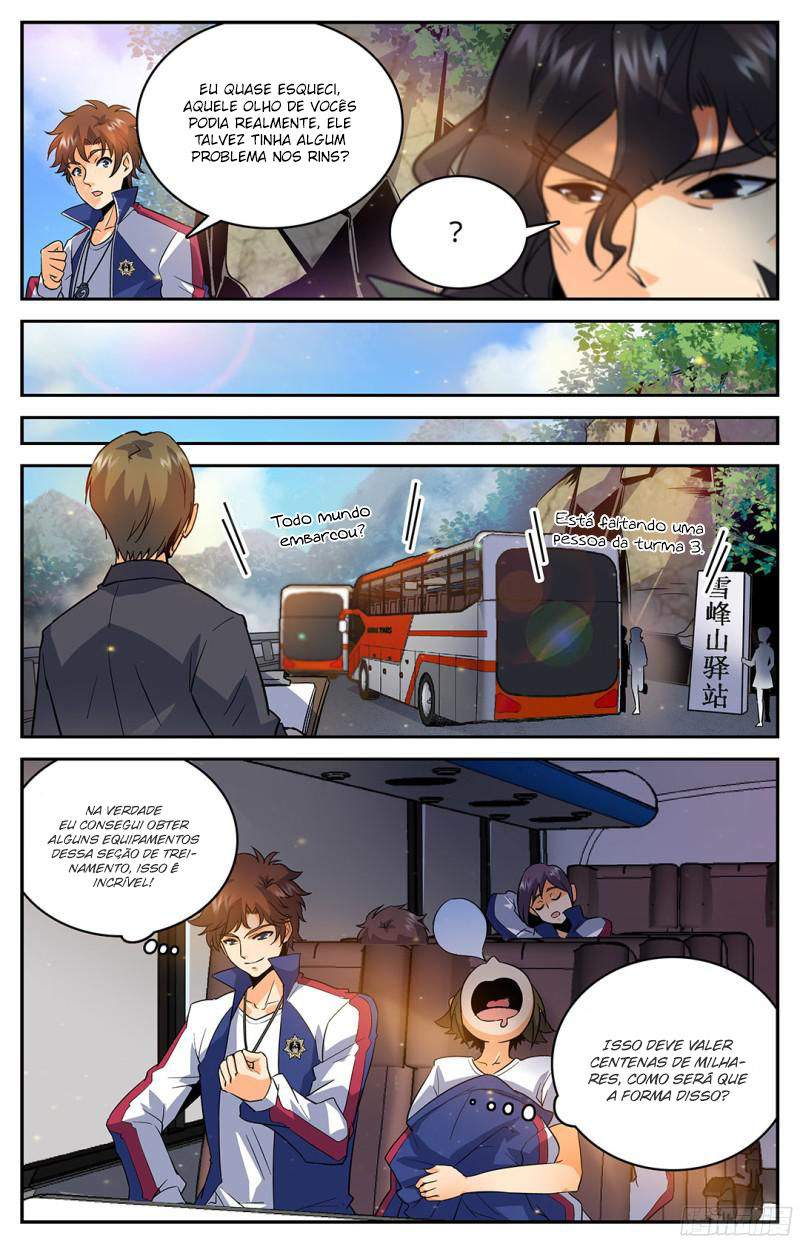 EU QUASE ESQUECI,
AQUELE OLHO DE VOCÊS
PODIA REALMENTE, ELE
TALVEZ TINHA ALGUM
PROBLEMA NOS RINS?
?
Todo mundo
embarcou?
Está faltando uma
pessoa da turma 3.
雪峰山驿站
NA VERDADE
EU CONSEGUI OBTER
ALGUNS EQUIPAMENTOS
DESSA SEÇÃO DE TREI-
NAMENTO, ISSO É
INCRÍVEL!
ISSO DEVE VALER
CENTENAS DE MILHA-
RES, COMO SERÁ QUE
A FORMA DISSO?